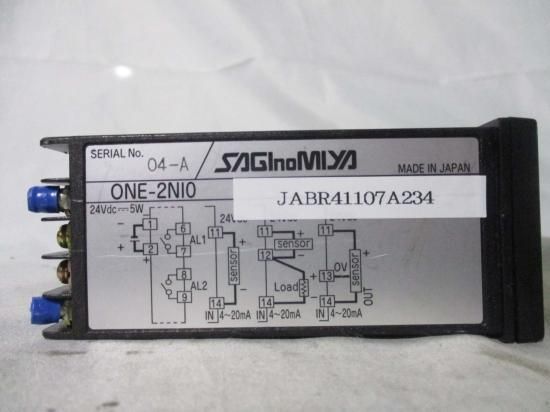 SERIAL No. 04-A
SAGInoMIYA
MADE IN JAPAN
ONE-2NI0
JABR41107A234
24Vdc 5W
24Vdc
- 1
+ 2
6 AL1 7
8 AL2 9
11 + sensor - 14
IN 4~20mA
11 + sensor - 12
Load
14
IN 4~20mA
11 + sensor
13 0V
14 - OUT
IN 4~20mA